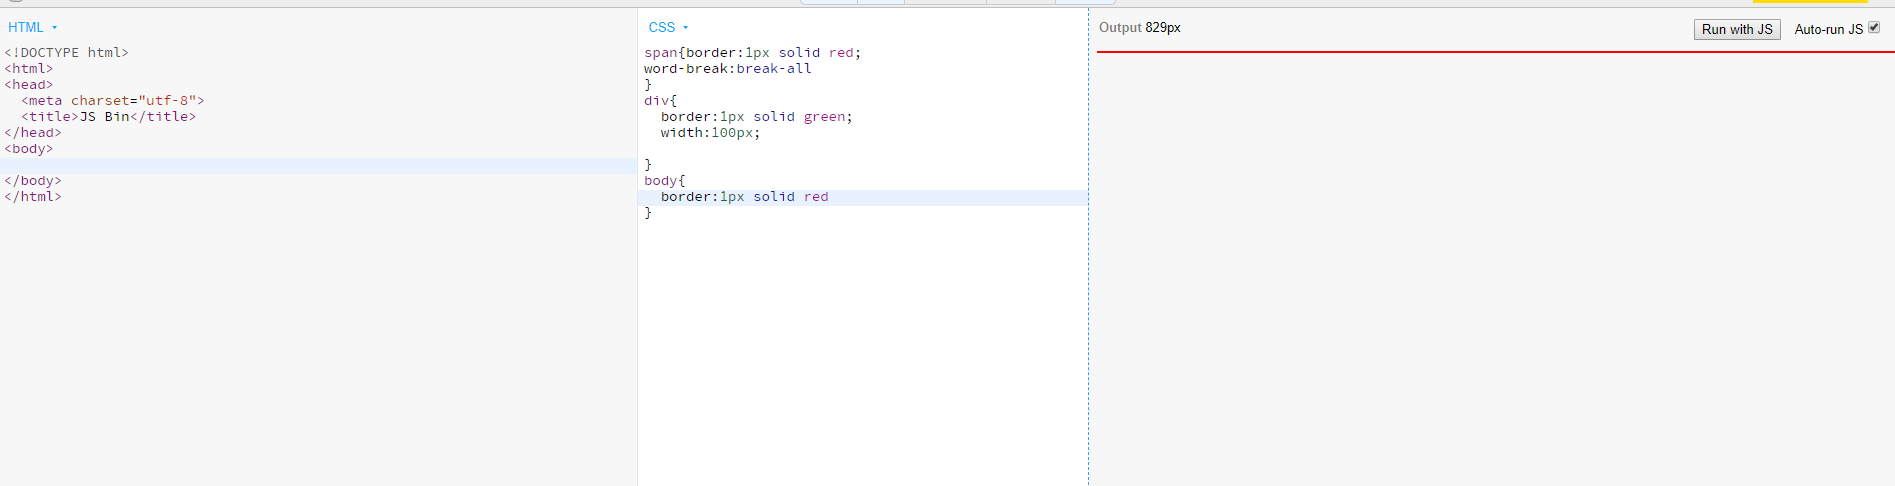 HTML
<!DOCTYPE html>
<html>
<head>
  <meta charset="utf-8">
  <title>JS Bin</title>
</head>
<body>
</body>
</html>
CSS
span{border:1px solid red;
word-break:break-all
}
div{
  border:1px solid green;
  width:100px;
}
body{
  border:1px solid red
}
Output 829px
Run with JS
Auto-run JS